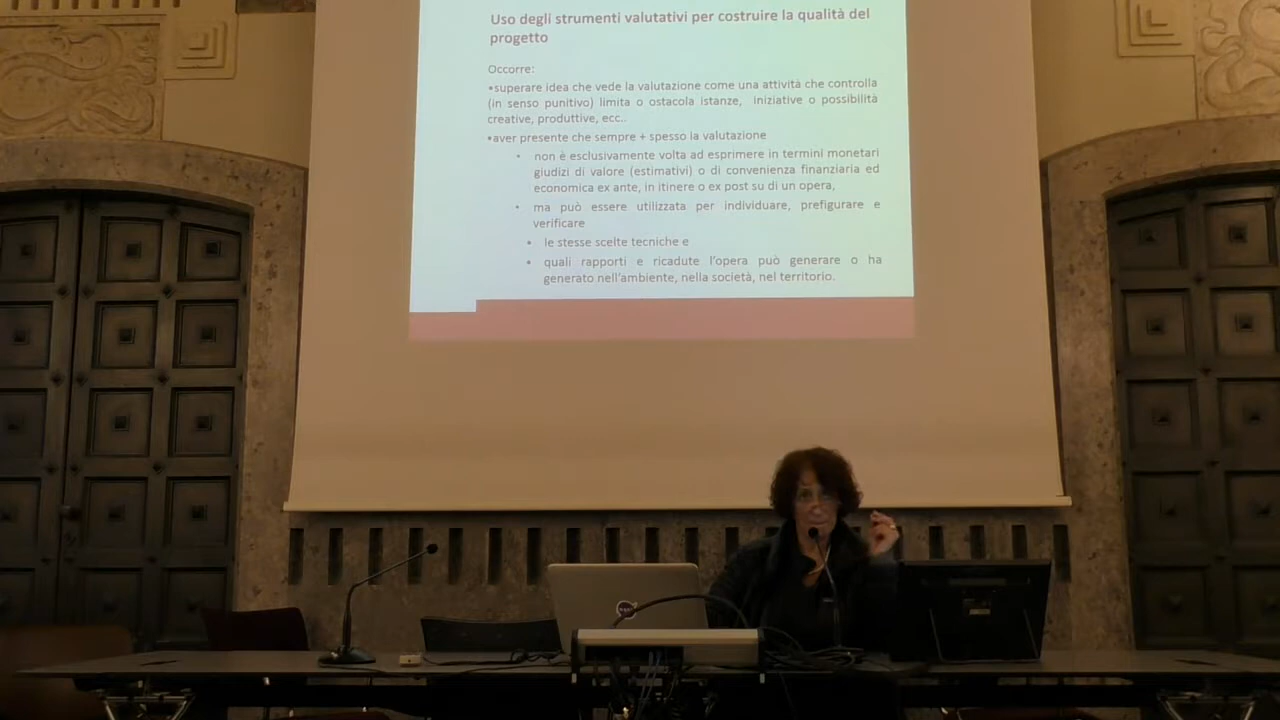 Uso degli strumenti valutativi per costruire la qualità del
progetto
Occorre:
•superare idea che vede la valutazione come una attività che controlla
(in senso punitivo) limita o ostacola istanze, iniziative o possibilità
creative, produttive, ecc..
•aver presente che sempre + spesso la valutazione
• non è esclusivamente volta ad esprimere in termini monetari
giudizi di valore (estimativi) o di convenienza finanziaria ed
economica ex ante, in itinere o ex post su di un opera,
• ma può essere utilizzata per individuare, prefigurare e
verificare
• le stesse scelte tecniche e
• quali rapporti e ricadute l'opera può generare o ha
generato nell'ambiente, nella società, nel territorio.